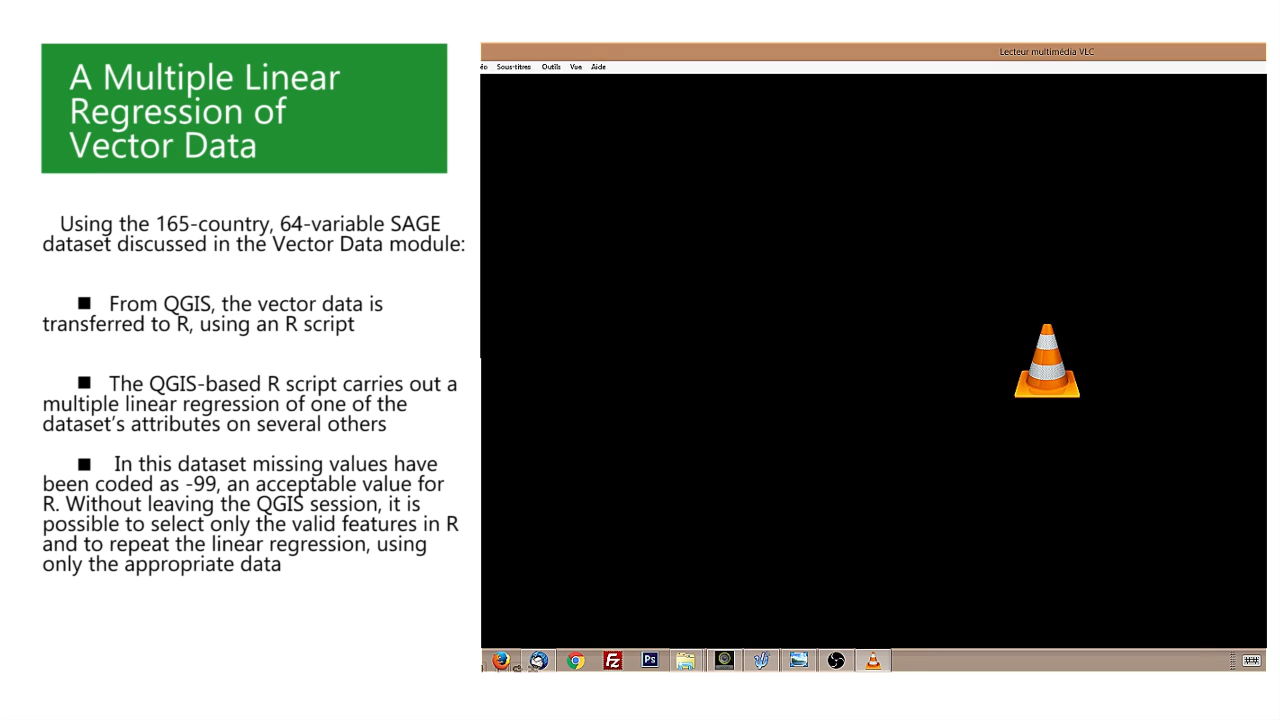 A Multiple Linear
Regression of
Vector Data
Using the 165-country, 64-variable SAGE
dataset discussed in the Vector Data module:
■ From QGIS, the vector data is
transferred to R, using an R script
■ The QGIS-based R script carries out a
multiple linear regression of one of the
dataset's attributes on several others
■ In this dataset missing values have
been coded as -99, an acceptable value for
R. Without leaving the QGIS session, it is
possible to select only the valid features in R
and to repeat the linear regression, using
only the appropriate data
Lecteur multimédia VLC
éo Sous-titres Outils Vue Aide
Fz
Ps